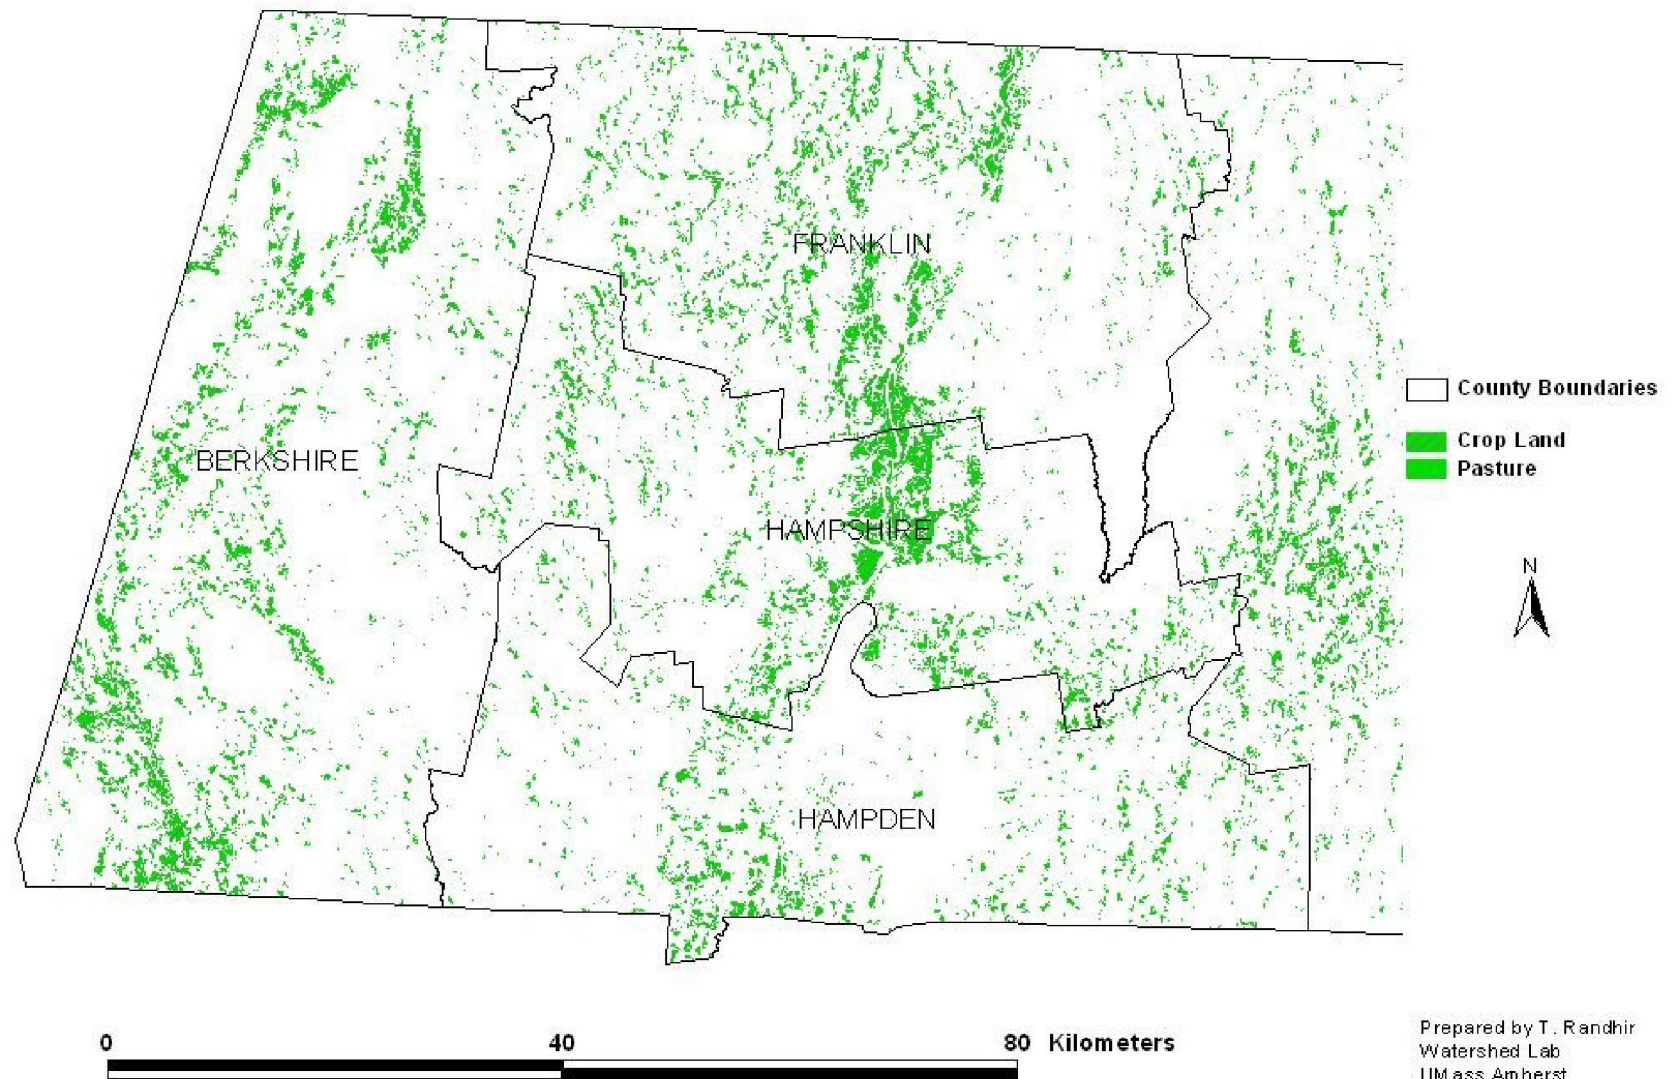 FRANKLIN
BERKSHIRE
HAMPSHIRE
HAMPDEN
County Boundaries
Crop Land
Pasture
N
0 40 80 Kilometers
Prepared by T. Randhir
Watershed Lab
UMass Amherst